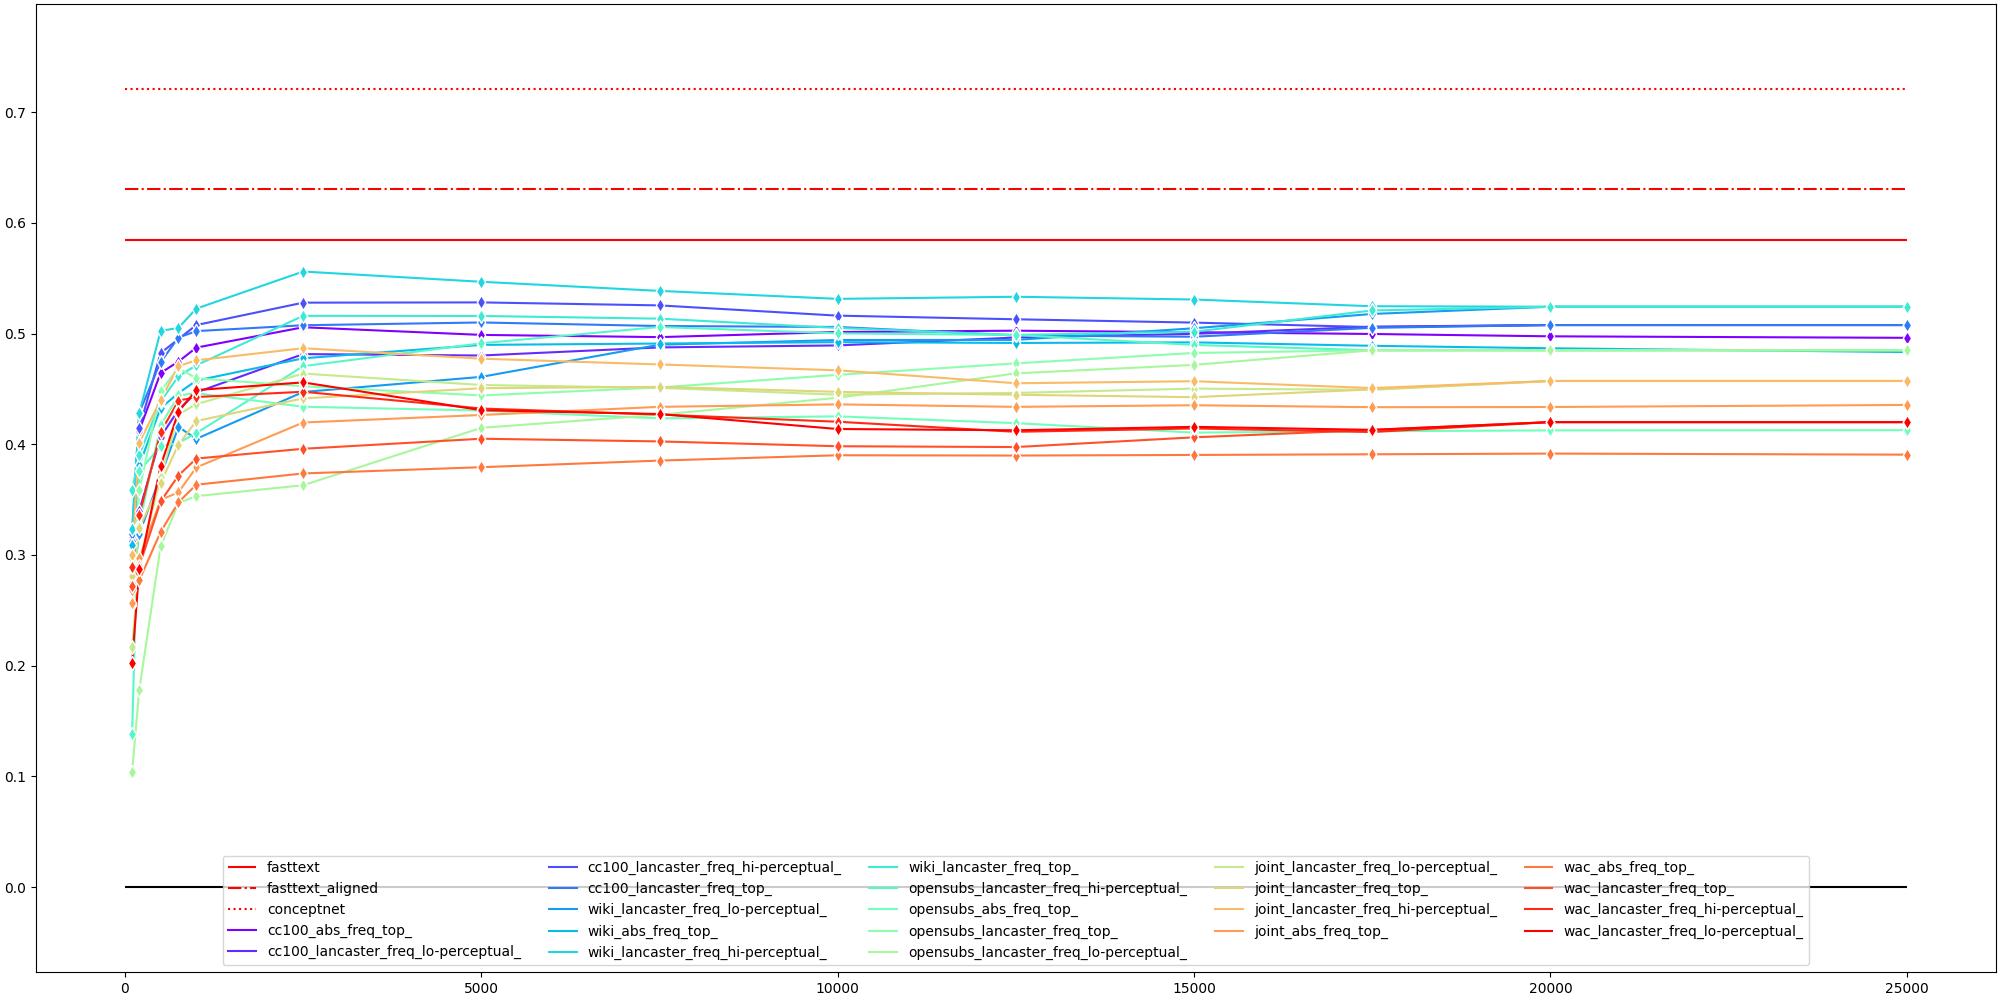 0.7
0.6
0.5
0.4
0.3
0.2
0.1
0.0
fasttext
fasttext_aligned
conceptnet
cc100_abs_freq_top_
cc100_lancaster_freq_lo-perceptual_
cc100_lancaster_freq_hi-perceptual_
cc100_lancaster_freq_top_
wiki_lancaster_freq_lo-perceptual_
wiki_abs_freq_top_
wiki_lancaster_freq_hi-perceptual_
wiki_lancaster_freq_top_
opensubs_lancaster_freq_hi-perceptual_
opensubs_abs_freq_top_
opensubs_lancaster_freq_top_
opensubs_lancaster_freq_lo-perceptual_
joint_lancaster_freq_lo-perceptual_
joint_lancaster_freq_top_
joint_lancaster_freq_hi-perceptual_
joint_abs_freq_top_
wac_abs_freq_top_
wac_lancaster_freq_top_
wac_lancaster_freq_hi-perceptual_
wac_lancaster_freq_lo-perceptual_
0 5000 10000 15000 20000 25000